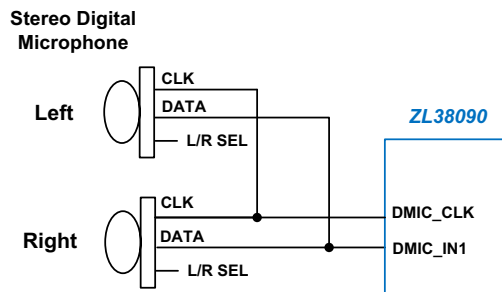 Stereo Digital
Microphone
CLK
Left
DATA
L/R SEL
ZL38090
CLK
DMIC_CLK
Right
DATA
DMIC_IN1
L/R SEL